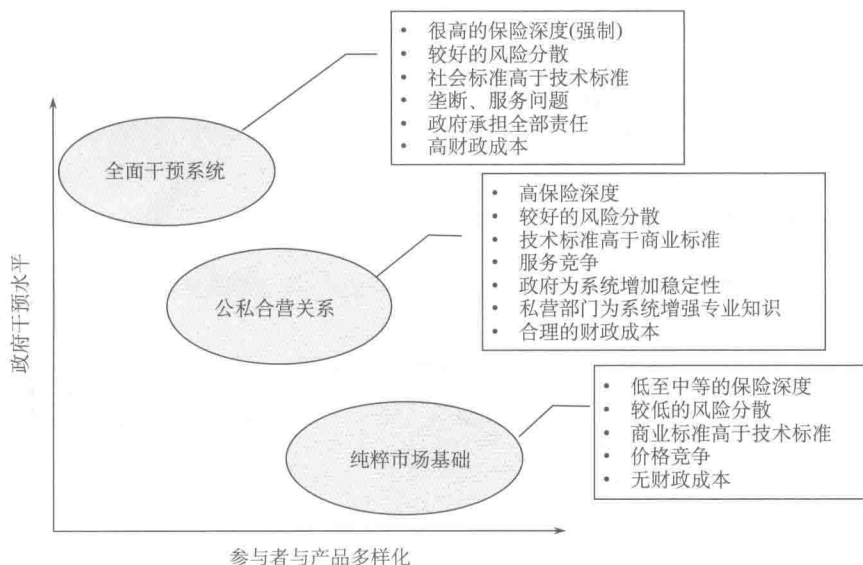 • 很高的保险深度(强制)
• 较好的风险分散
• 社会标准高于技术标准
• 垄断、服务问题
• 政府承担全部责任
• 高财政成本
全面干预系统
• 高保险深度
• 较好的风险分散
• 技术标准高于商业标准
• 服务竞争
• 政府为系统增加稳定性
• 私营部门为系统增强专业知识
• 合理的财政成本
公私合营关系
政府干预水平
• 低至中等的保险深度
• 较低的风险分散
• 商业标准高于技术标准
• 价格竞争
• 无财政成本
纯粹市场基础
参与者与产品多样化